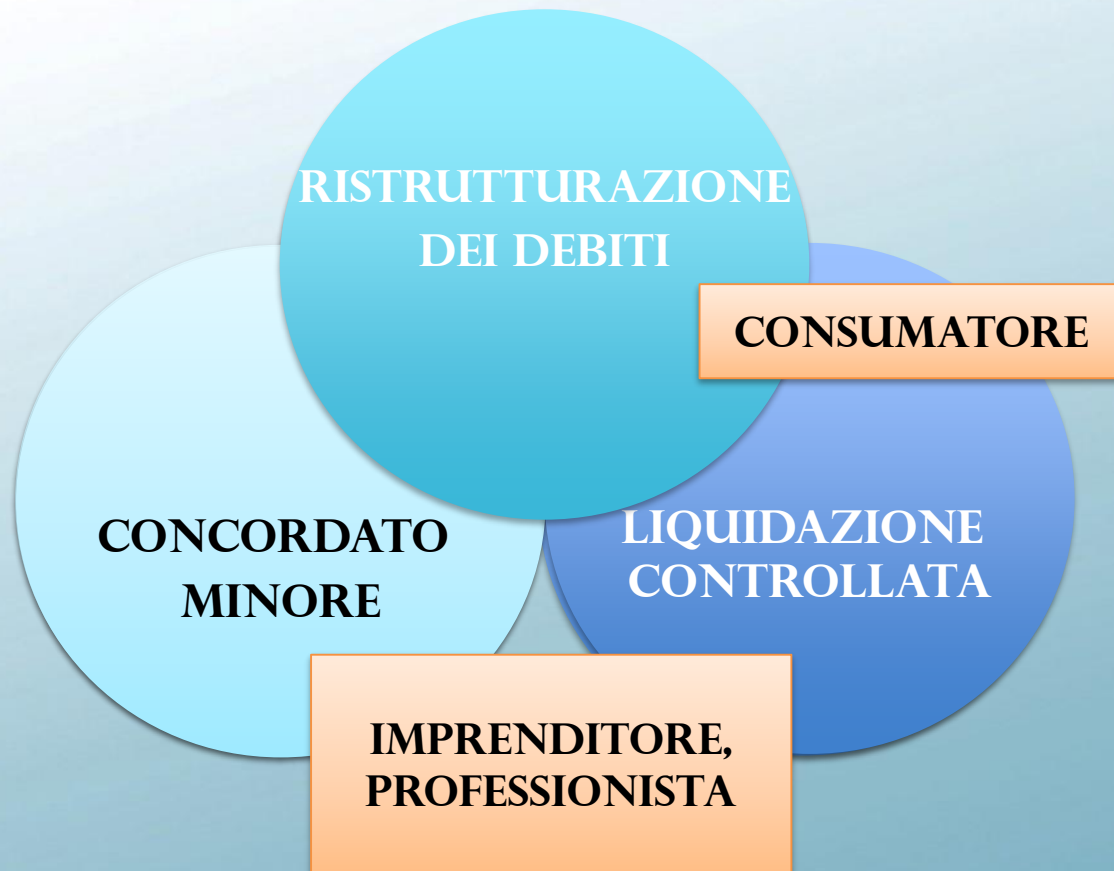 RISTRUTTURAZIONE
DEI DEBITI
CONSUMATORE
CONCORDATO
MINORE
LIQUIDAZIONE
CONTROLLATA
IMPRENDITORE,
PROFESSIONISTA